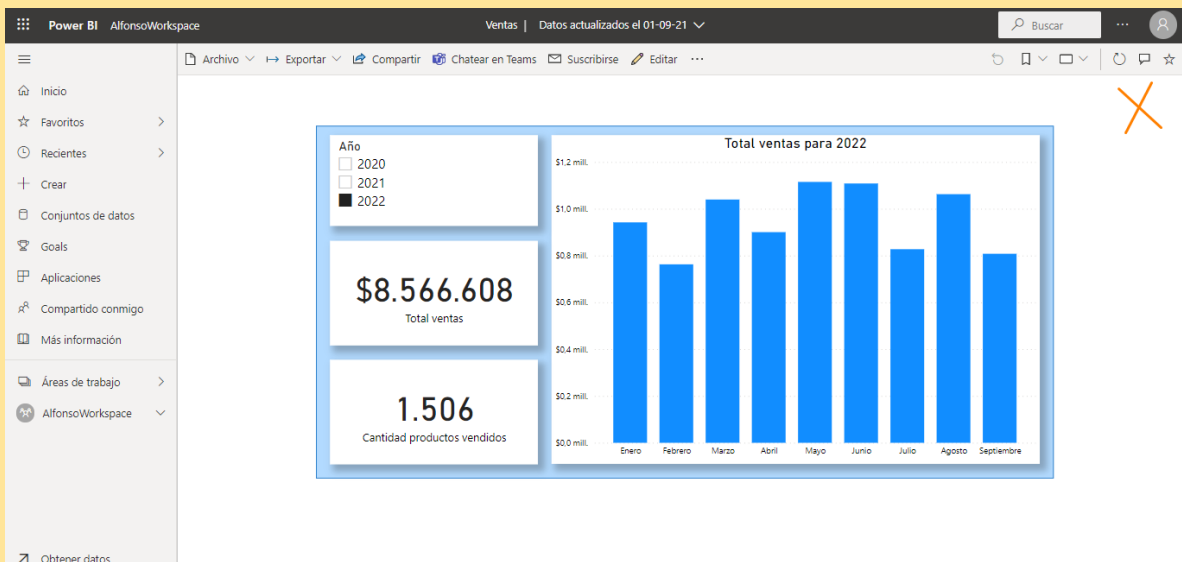 Power BI AlfonsoWorkspace Ventas | Datos actualizados el 01-09-21 Buscar ...
Archivo Exportar Compartir Chatear en Teams Suscribirse Editar ...
Inicio
Favoritos
Recientes
Crear
Conjuntos de datos
Goals
Aplicaciones
Compartido conmigo
Más información
Áreas de trabajo
AlfonsoWorkspace
Obtener datos
Año
2020
2021
2022
$8.566.608
Total ventas
1.506
Cantidad productos vendidos
Total ventas para 2022
$1,2 mill.
$1,0 mill.
$0,8 mill.
$0,6 mill.
$0,4 mill.
$0,2 mill.
$0,0 mill.
Enero Febrero Marzo Abril Mayo Junio Julio Agosto Septiembre